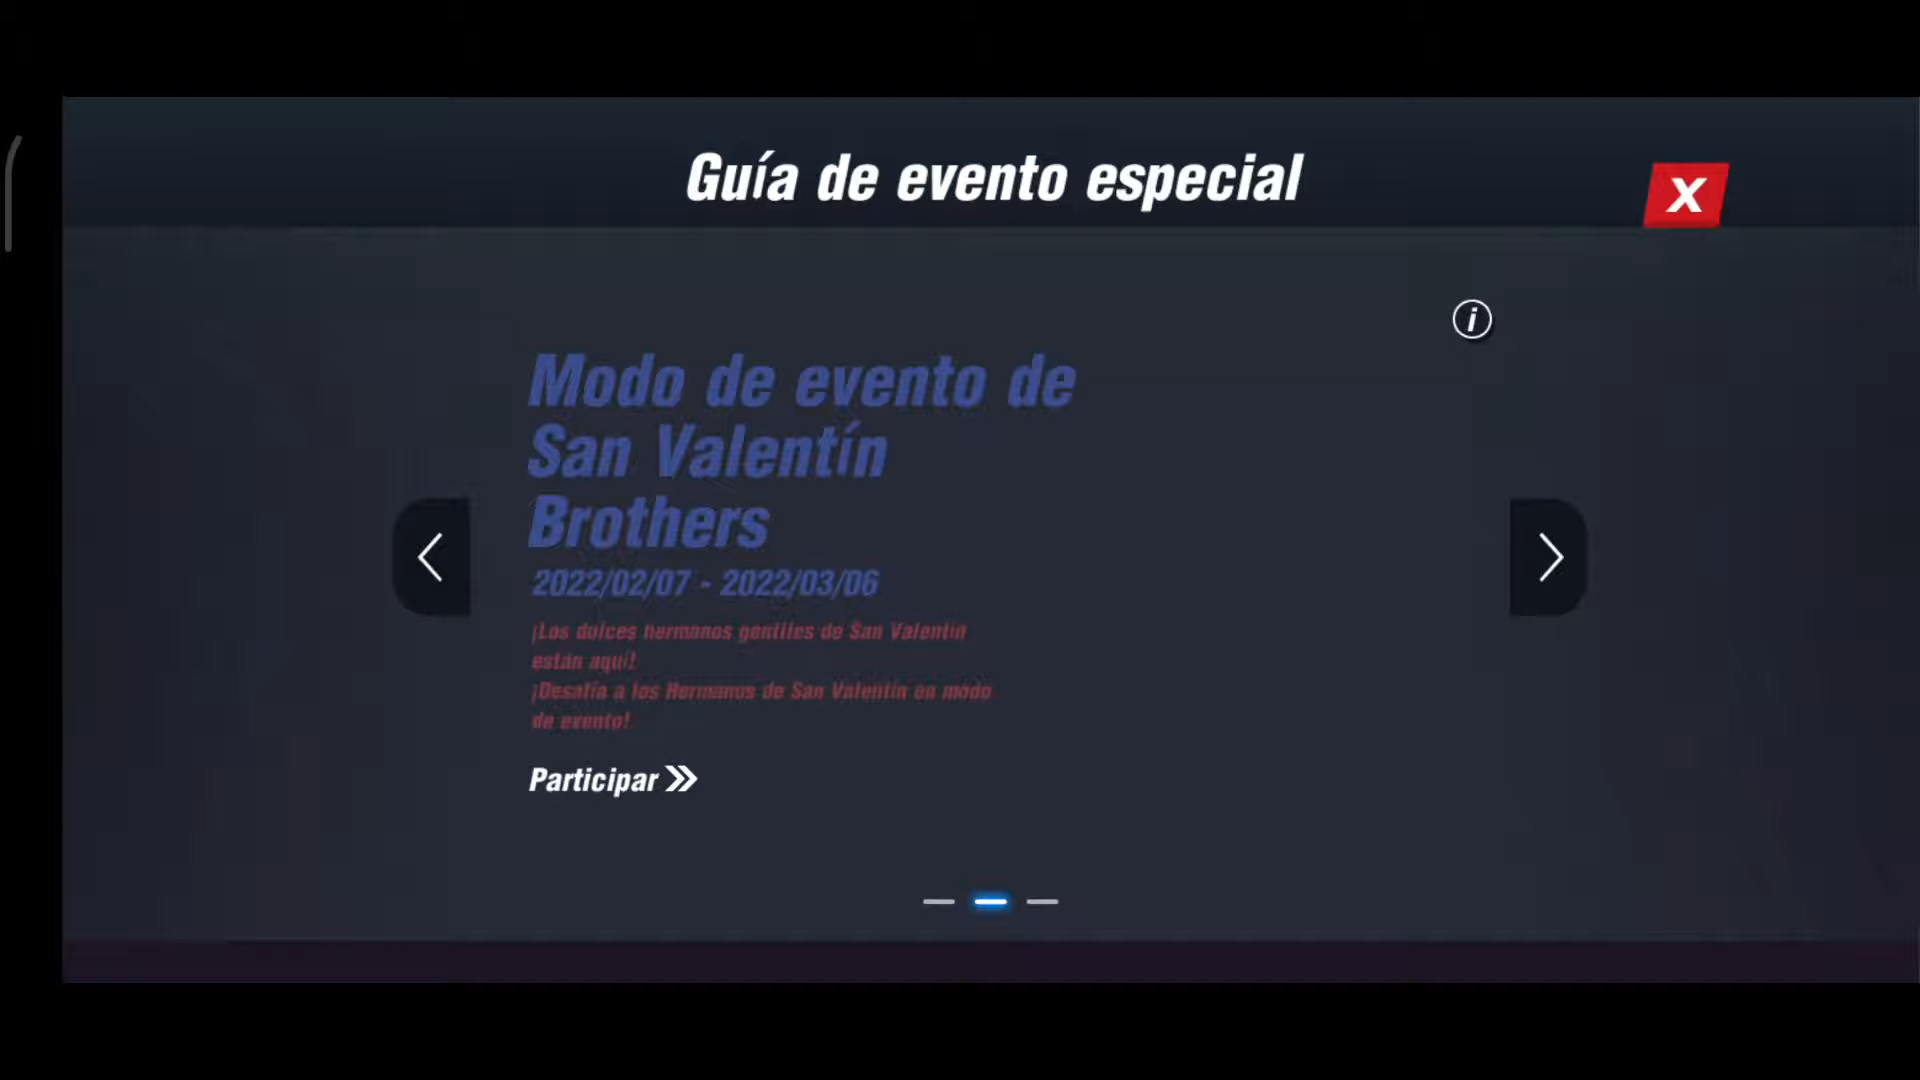 Guía de evento especial
X
i
Modo de evento de
San Valentín
Brothers
2022/02/07 - 2022/03/06
¡Los dulces hermanos gentiles de San Valentín
están aquí!
¡Desafía a los Hermanos de San Valentín en modo
de evento!
Participar